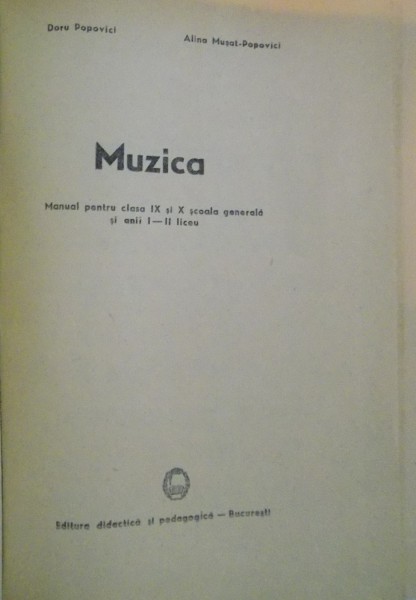 Doru Popovici
Alina Mușat-Popovici
Muzica
Manual pentru clasa IX și X școala generală
și anii I—II liceu
Editura didactică și pedagogică — București